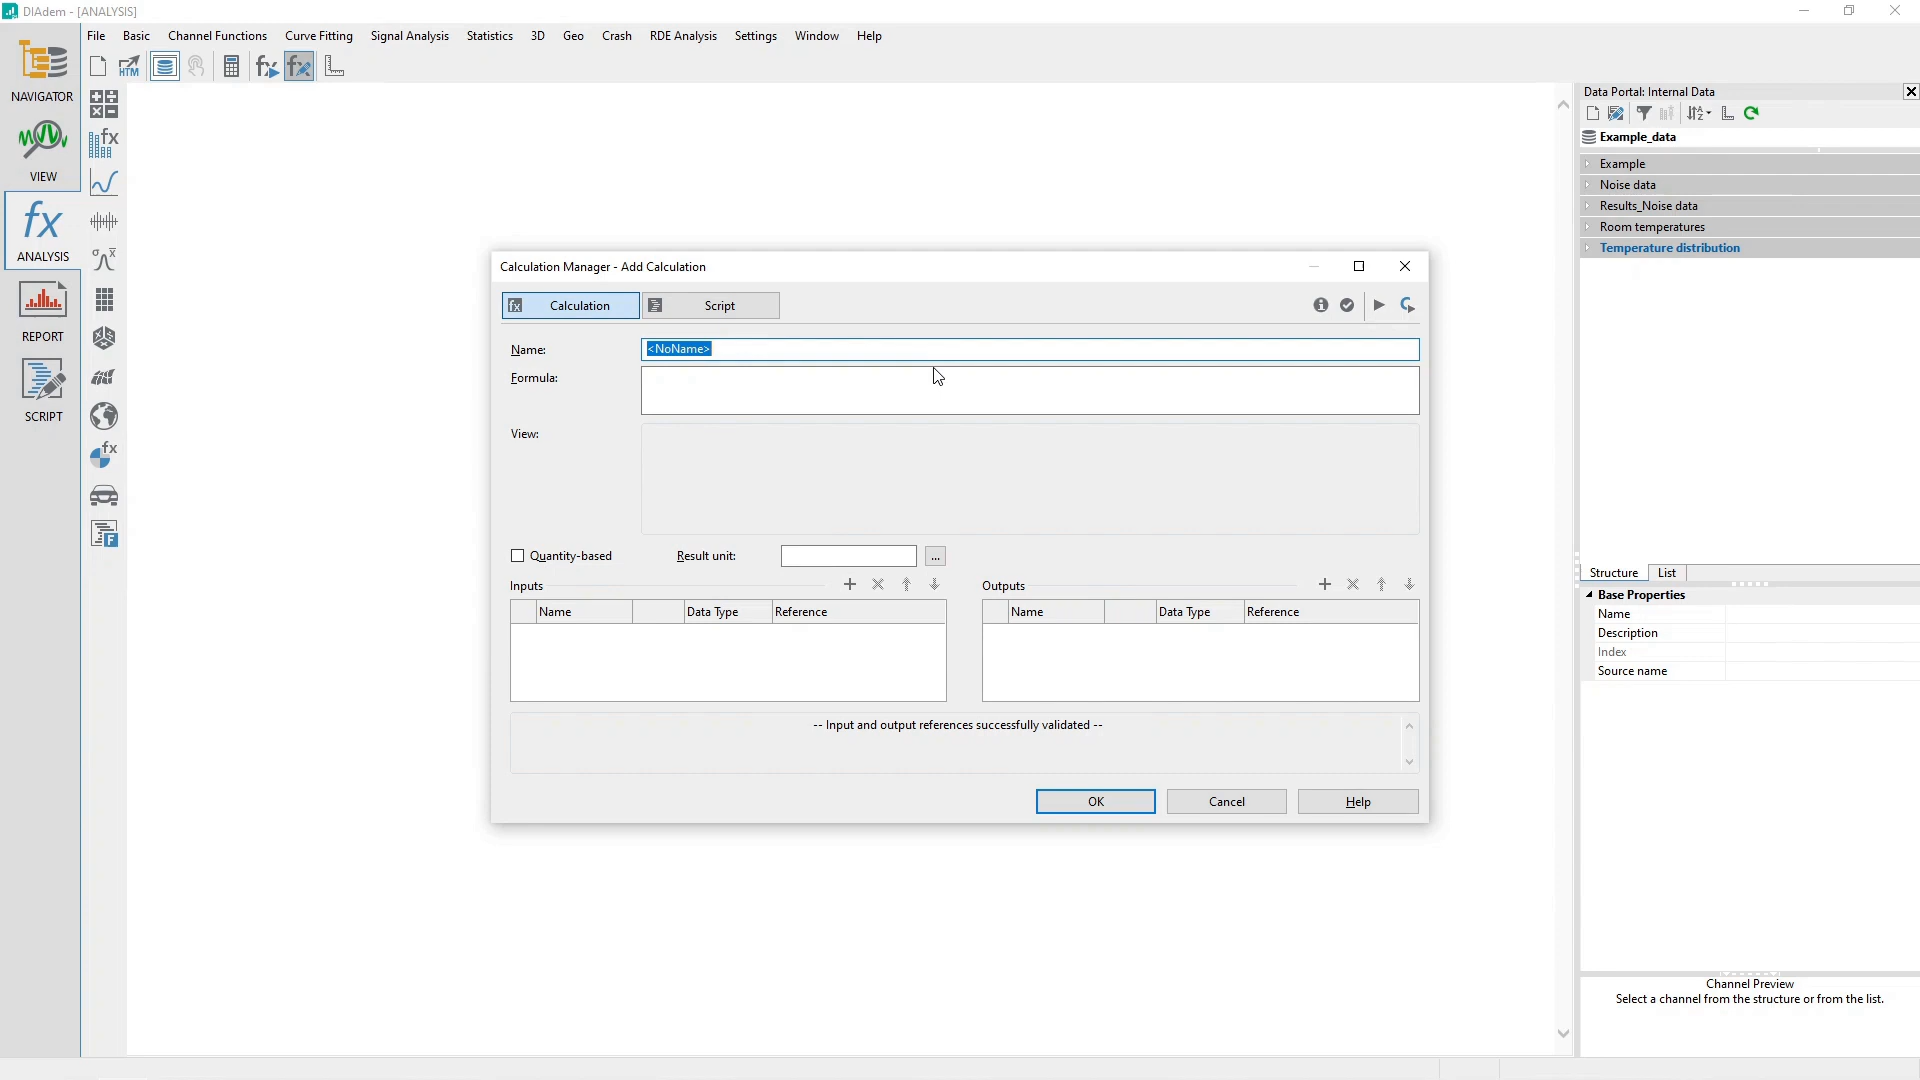 DIAdem - [ANALYSIS]
File Basic Channel Functions Curve Fitting Signal Analysis Statistics 3D Geo Crash RDE Analysis Settings Window Help
HTM
NAVIGATOR
VIEW
fx
ANALYSIS
REPORT
SCRIPT
Calculation Manager - Add Calculation
Calculation
Script
Name:
<NoName>
Formula:
View:
Quantity-based
Result unit:
...
Inputs
Name Data Type Reference
Outputs
Name Data Type Reference
-- Input and output references successfully validated --
OK
Cancel
Help
Data Portal: Internal Data
Example_data
Example
Noise data
Results_Noise data
Room temperatures
Temperature distribution
Structure List
Base Properties
Name
Description
Index
Source name
Channel Preview
Select a channel from the structure or from the list.